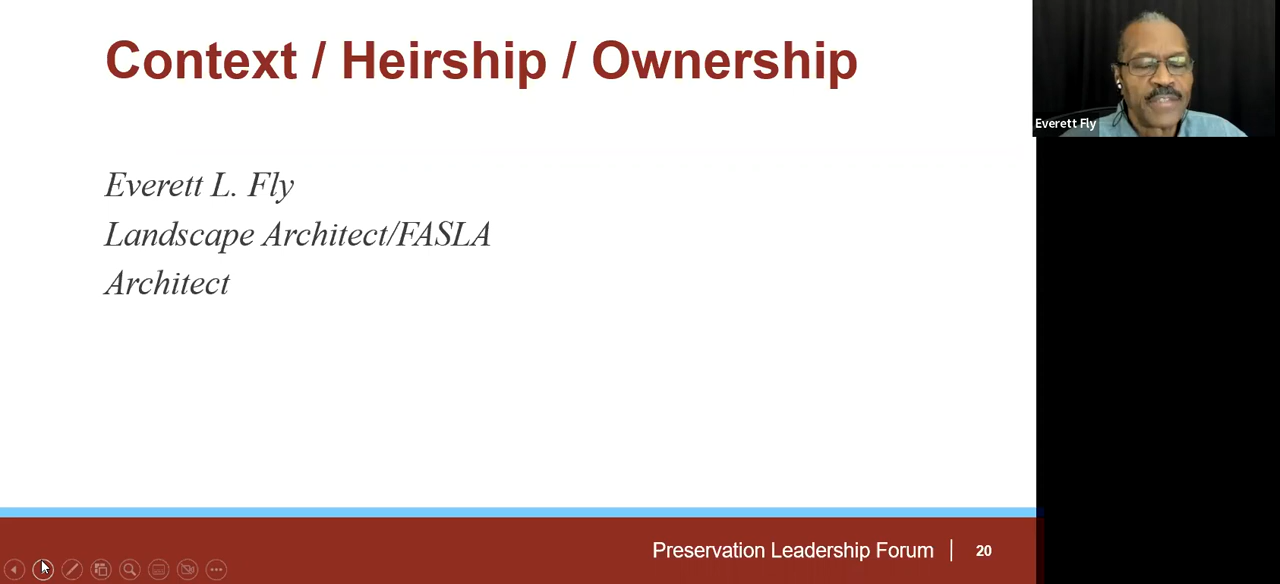 Context / Heirship / Ownership
Everett Fly
Everett L. Fly
Landscape Architect/FASLA
Architect
Preservation Leadership Forum | 20